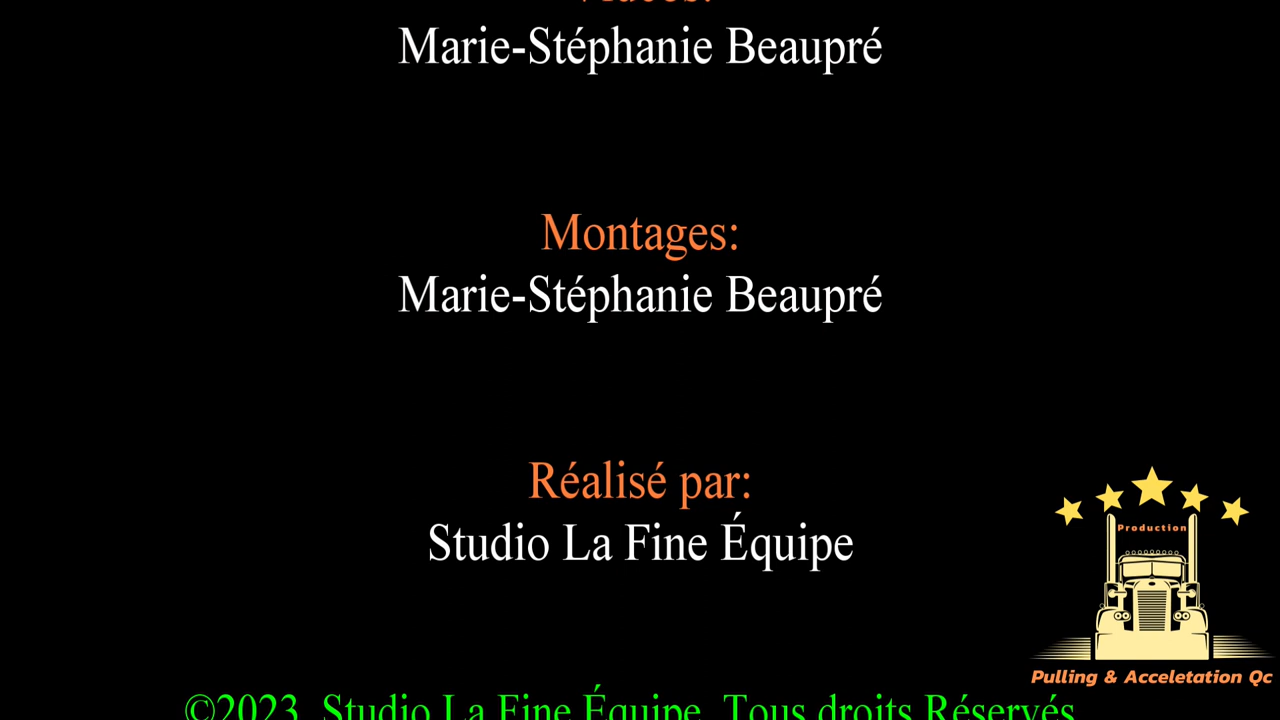 Vidéos:
Marie-Stéphanie Beaupré
Montages:
Marie-Stéphanie Beaupré
Réalisé par:
Studio La Fine Équipe
Production
Pulling & Acceletation Qc
©2023 Studio La Fine Équipe Tous droits Réservés